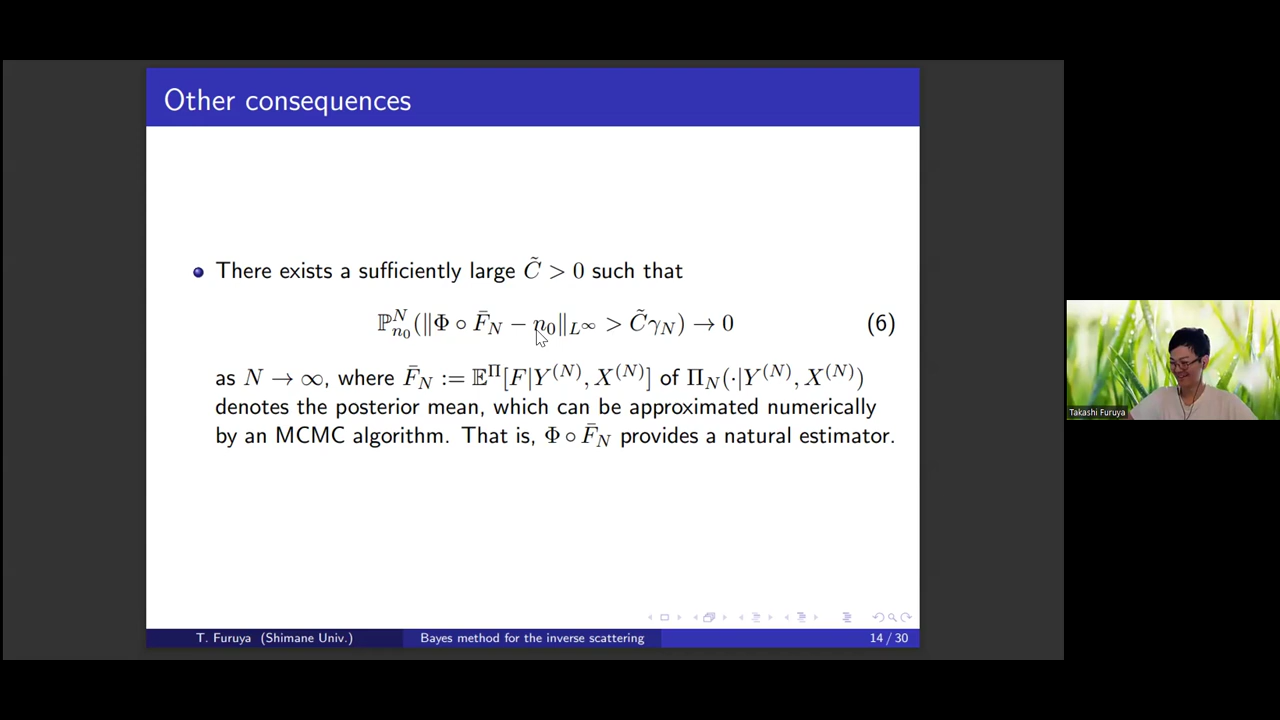 Other consequences
There exists a sufficiently large C̃ > 0 such that
ℙ^N_{n_0}(‖Φ ∘ F̄_N − n_0‖_{L^∞} > C̃γ_N) → 0 (6)
as N → ∞, where F̄_N := 𝔼^Π[F|Y^{(N)}, X^{(N)}] of Π_N(·|Y^{(N)}, X^{(N)})
denotes the posterior mean, which can be approximated numerically
by an MCMC algorithm. That is, Φ ∘ F̄_N provides a natural estimator.
Takashi Furuya
T. Furuya (Shimane Univ.) Bayes method for the inverse scattering 14 / 30